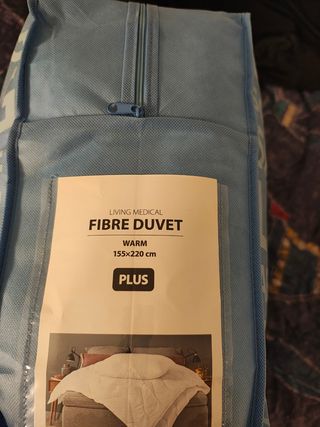 LIVING MEDICAL
FIBRE DUVET
WARM
155x220 cm
PLUS